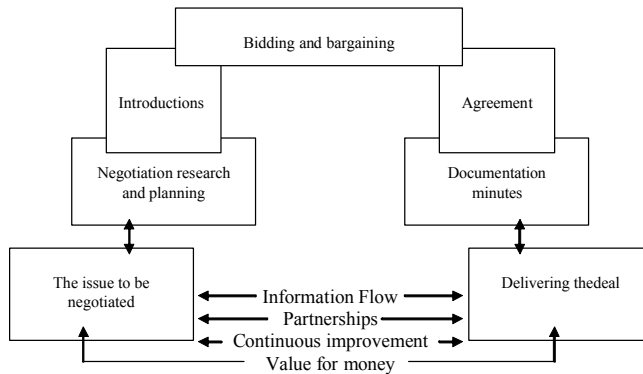 Bidding and bargaining
Introductions
Agreement
Negotiation research
and planning
Documentation
minutes
The issue to be
negotiated
Delivering thedeal
Information Flow
Partnerships
Continuous improvement
Value for money